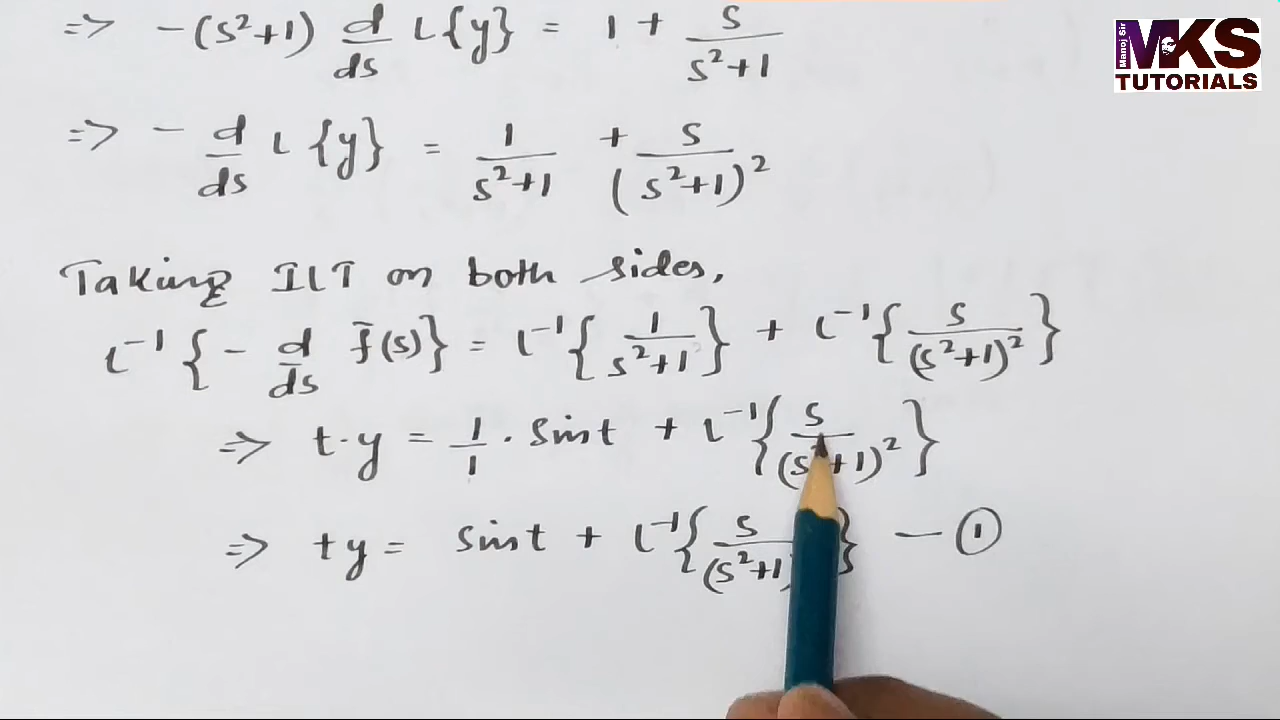 => -(s²+1) d/ds L{y} = 1 + s/(s²+1)
=> - d/ds L{y} = 1/(s²+1) + s/(s²+1)²
Taking ILT on both sides,
L⁻¹{- d/ds f̄(s)} = L⁻¹{1/(s²+1)} + L⁻¹{s/(s²+1)²}
=> t·y = 1/1 · sint + L⁻¹{s/(s²+1)²}
=> ty = sint + L⁻¹{s/(s²+1)} — ①
Manoj Sir
MKS
TUTORIALS